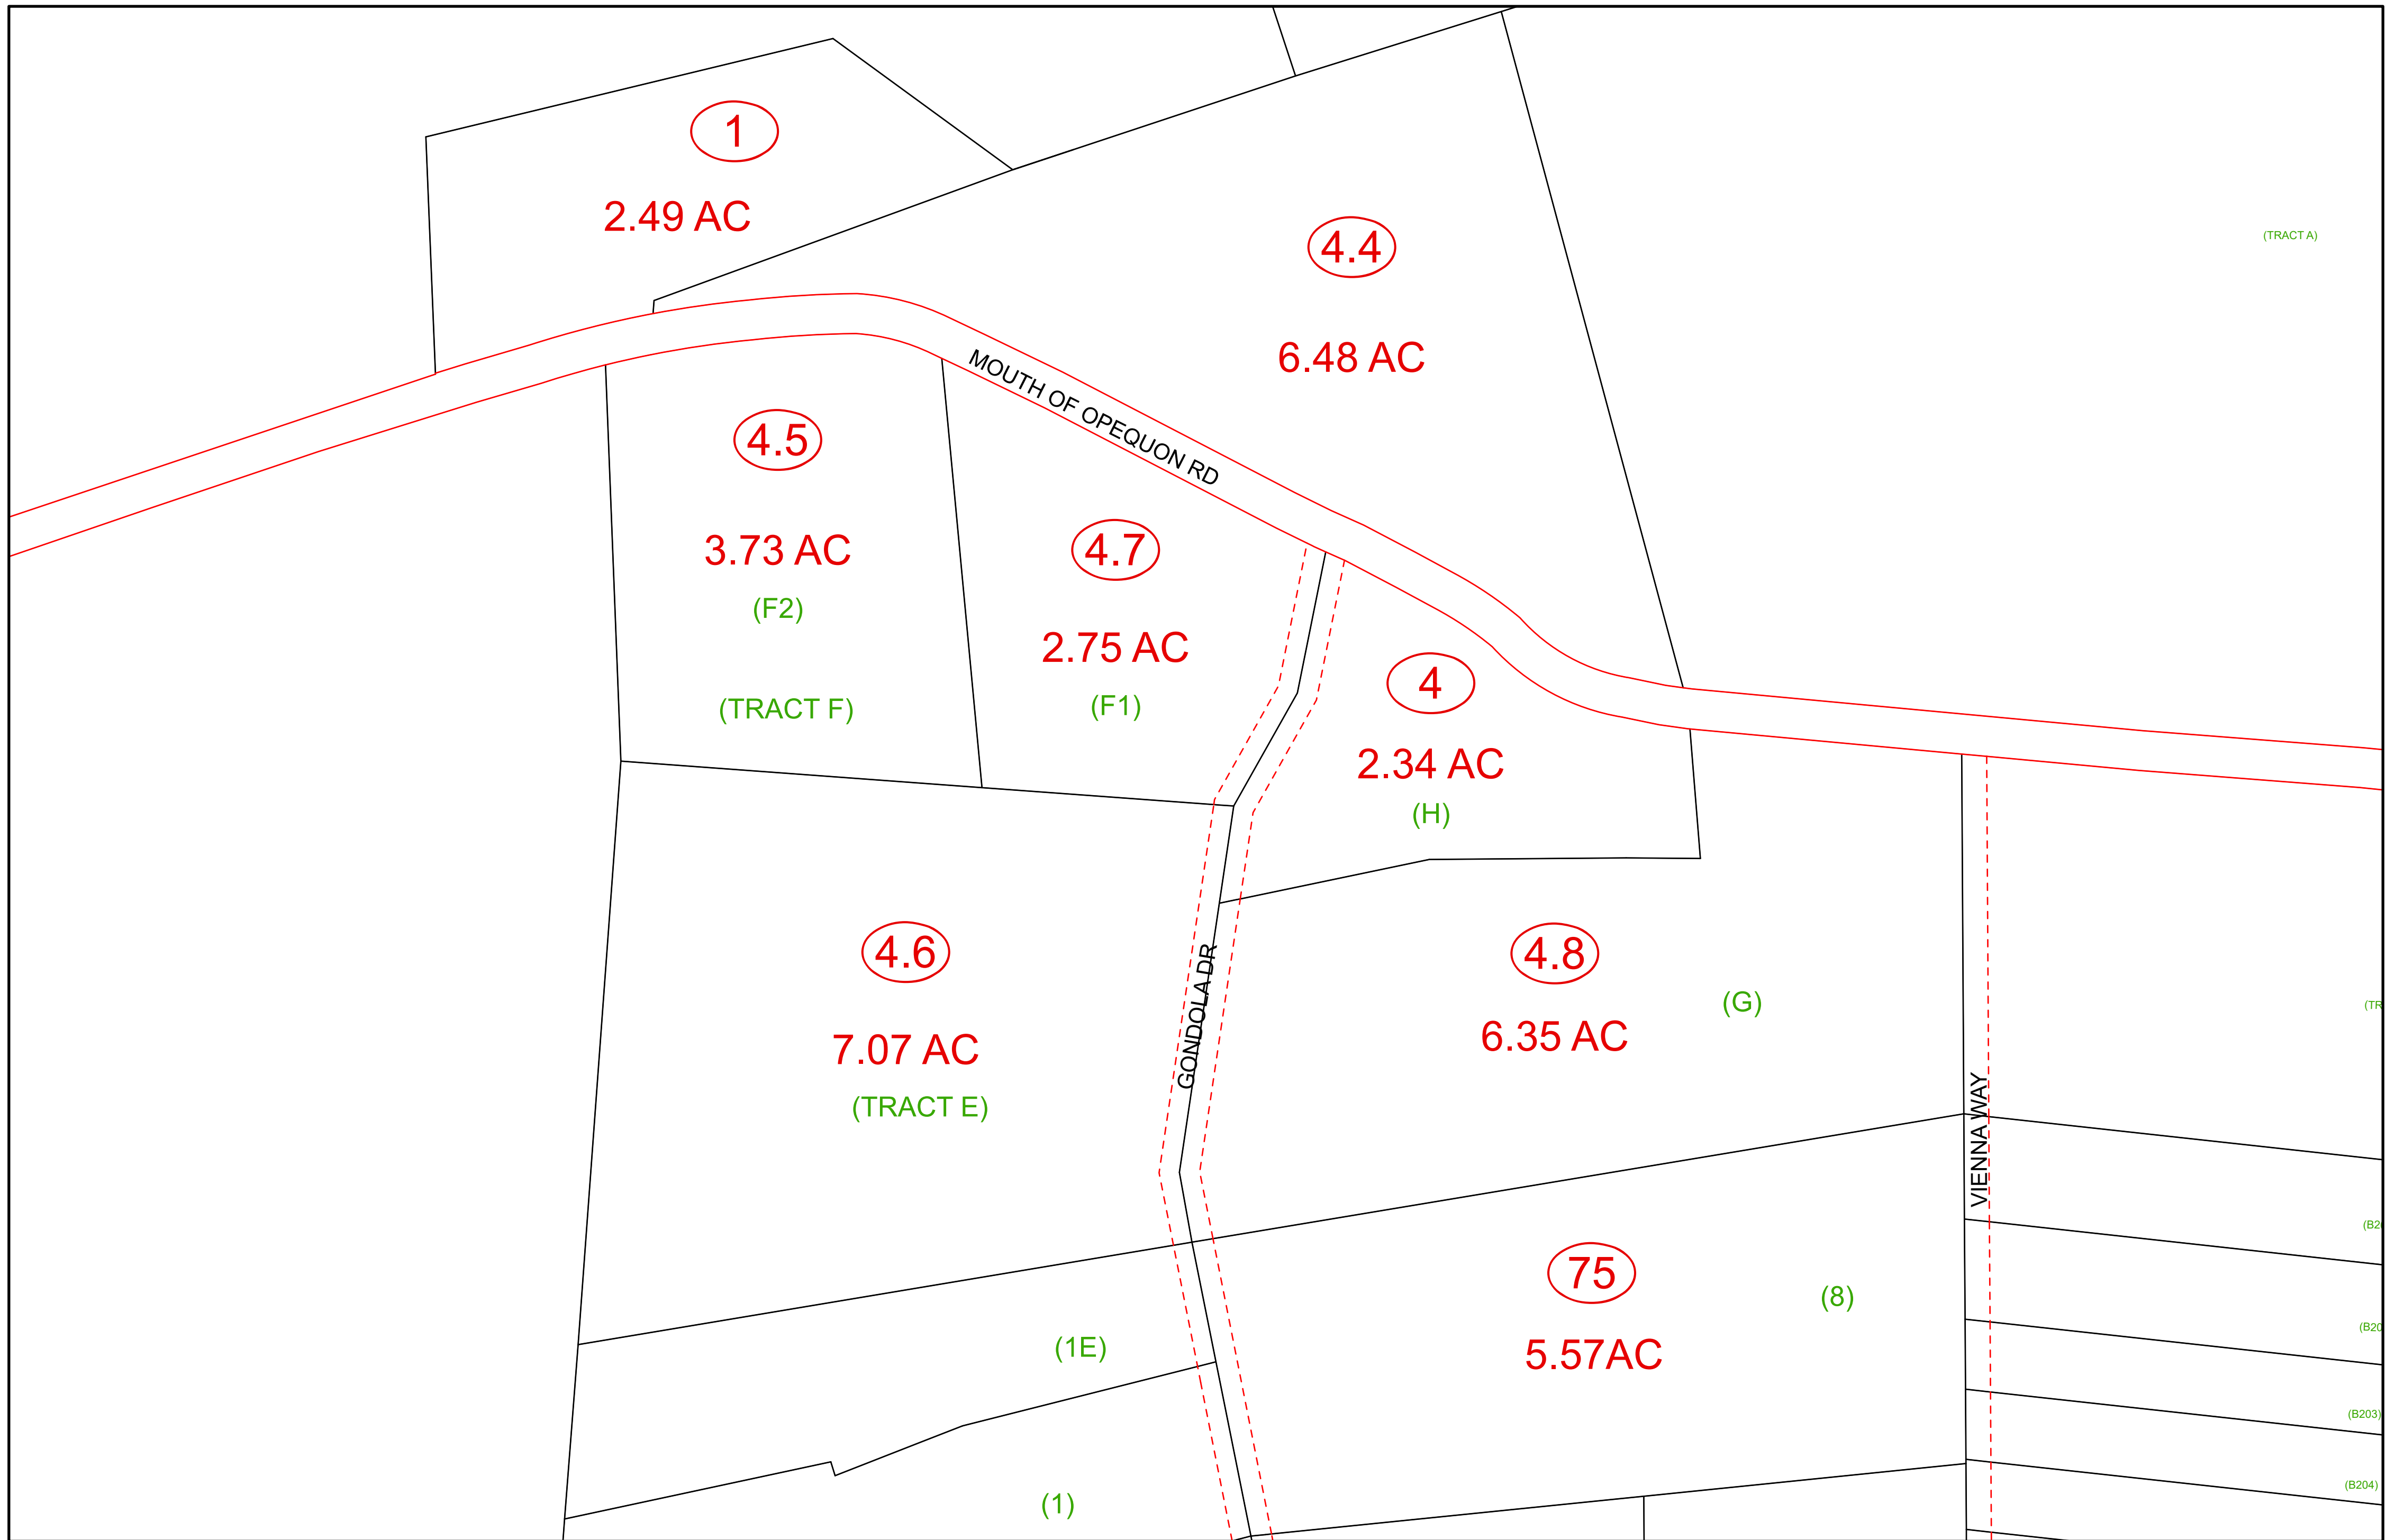 1
2.49 AC
(TRACT A)
4.4
6.48 AC
MOUTH OF OPEQUON RD
4.5
3.73 AC
(F2)
(TRACT F)
4.7
2.75 AC
(F1)
4
2.34 AC
(H)
4.6
7.07 AC
(TRACT E)
GONDOLA DR
4.8
6.35 AC
(G)
(TR
VIENNA WAY
75
5.57AC
(8)
(1E)
(1)
(B20
(B203)
(B204)